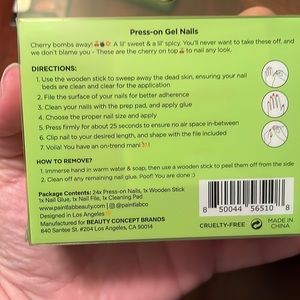 Press-on Gel Nails
Cherry bombs away!🍒💣💥 A lil' sweet & a lil' spicy. You'll never want to take these off, and
we don't blame you - These are the cherry on top🍒 to nail any look.
DIRECTIONS:
1. Use the wooden stick to sweep away the dead skin, ensuring your nail
beds are clean and clear for the application
2. File the surface of your nails for better adherence
3. Clean your nails with the prep pad, and apply glue
4. Choose the proper nail size and apply
5. Press firmly for about 25 seconds to ensure no air space in-between
6. Clip nail to your desired length, and shape with the file included
7. Voila! You have an on-trend mani💅!
HOW TO REMOVE?
1. immerse hand in warm water & soap; then use a wooden stick to peel them off from the side
2. Clean off any remaining nail glue. Poof! You are done :)
Package Contents: 24x Press-on Nails, 1x Wooden Stick
1x Nail Glue, 1x Nail File, 1x Cleaning Pad
www.paintlabbeauty.com | @paintlabco
Designed in Los Angeles
Manufactured for BEAUTY CONCEPT BRANDS
840 Santee St. #204 Los Angeles, CA 90014
8 50044 56510 8
CRUELTY-FREE
MADE IN
CHINA